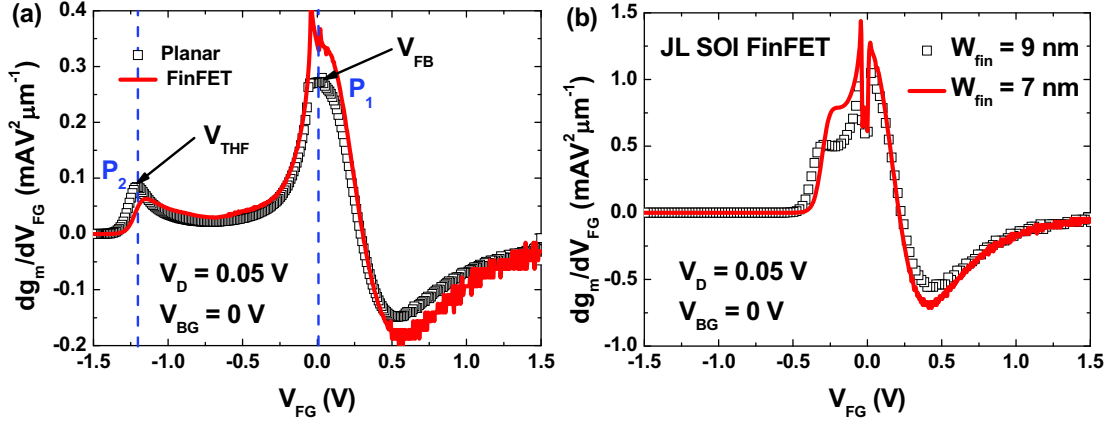 (a)
Planar
FinFET
V_FB
P_1
V_THF
P_2
V_D = 0.05 V
V_BG = 0 V
dg_m/dV_FG (mAV²μm⁻¹)
0.4
0.3
0.2
0.1
0.0
-0.1
-0.2
-1.5 -1.0 -0.5 0.0 0.5 1.0 1.5
V_FG (V)
(b)
JL SOI FinFET
W_fin = 9 nm
W_fin = 7 nm
V_D = 0.05 V
V_BG = 0 V
dg_m/dV_FG (mAV²μm⁻¹)
1.5
1.0
0.5
0.0
-0.5
-1.0
-1.5 -1.0 -0.5 0.0 0.5 1.0 1.5
V_FG (V)